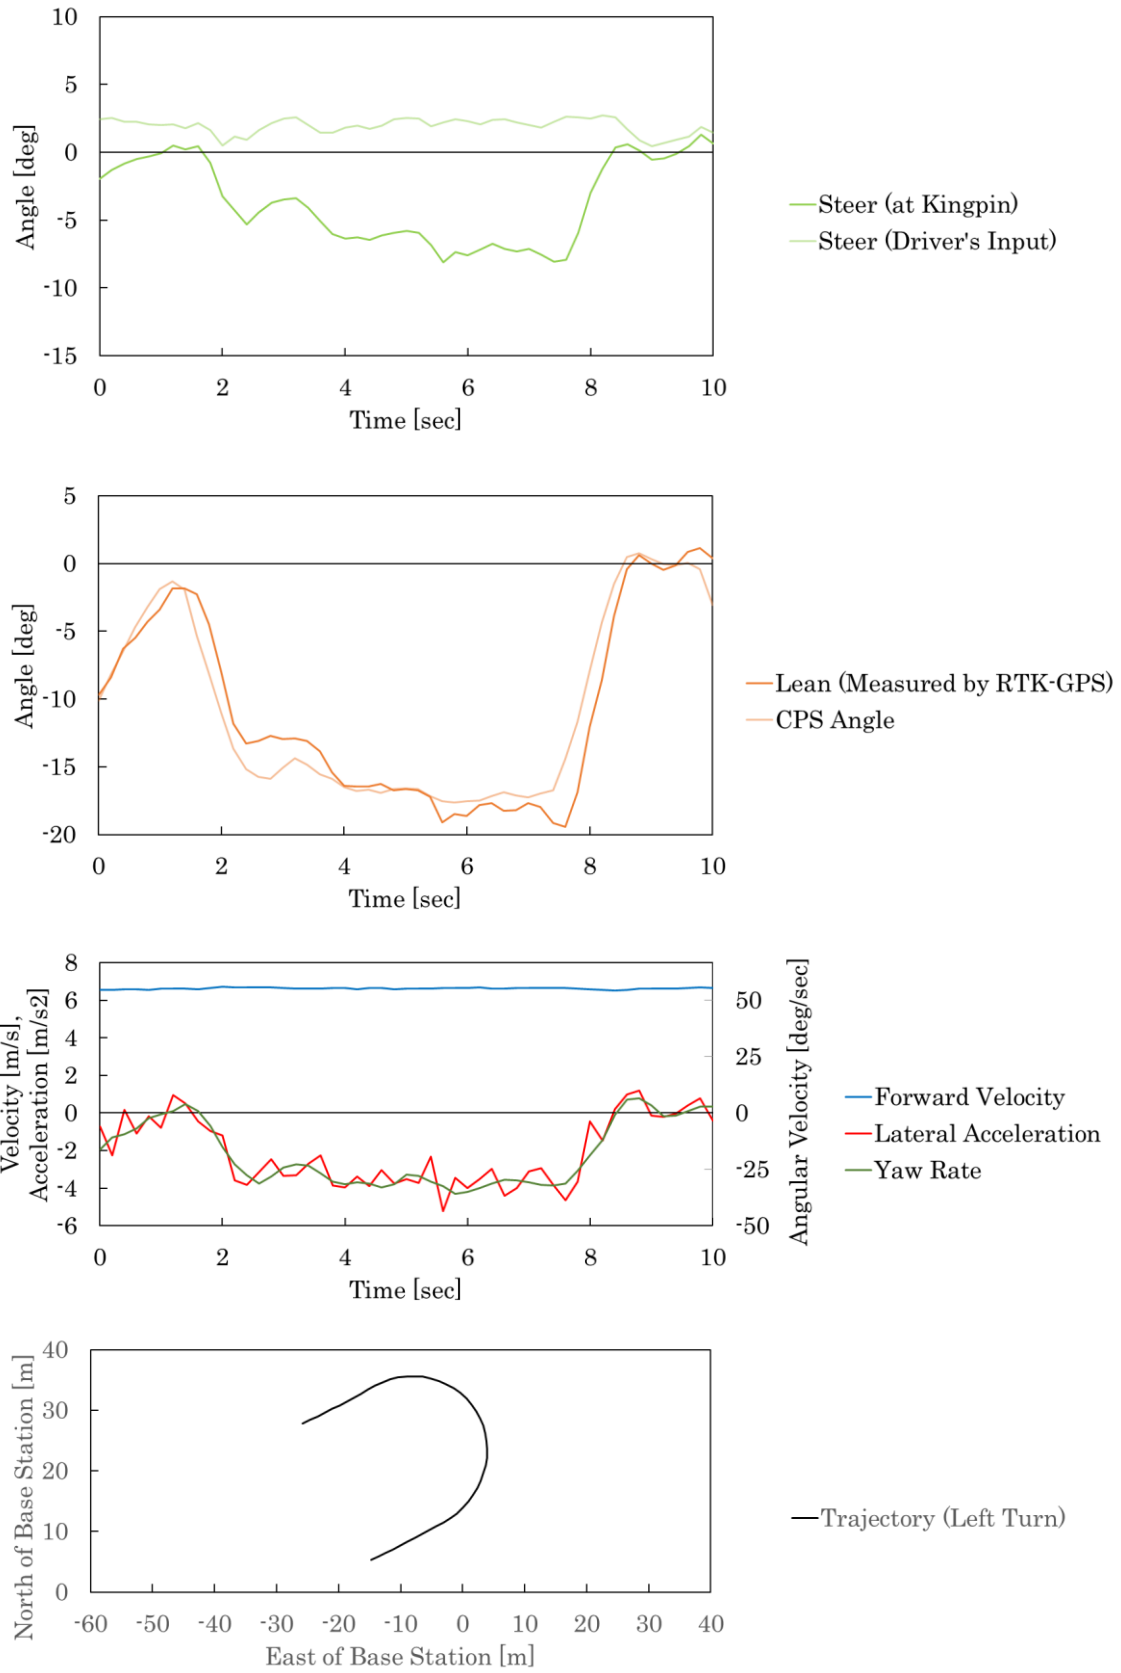 10
5
0
-5
-10
-15
Angle [deg]
0 2 4 6 8 10
Time [sec]
Steer (at Kingpin)
Steer (Driver's Input)
5
0
-5
-10
-15
-20
Angle [deg]
0 2 4 6 8 10
Time [sec]
Lean (Measured by RTK-GPS)
CPS Angle
8
6
4
2
0
-2
-4
-6
Velocity [m/s],
Acceleration [m/s2]
50
25
0
-25
-50
Angular Velocity [deg/sec]
0 2 4 6 8 10
Time [sec]
Forward Velocity
Lateral Acceleration
Yaw Rate
40
30
20
10
0
North of Base Station [m]
-60 -50 -40 -30 -20 -10 0 10 20 30 40
East of Base Station [m]
Trajectory (Left Turn)